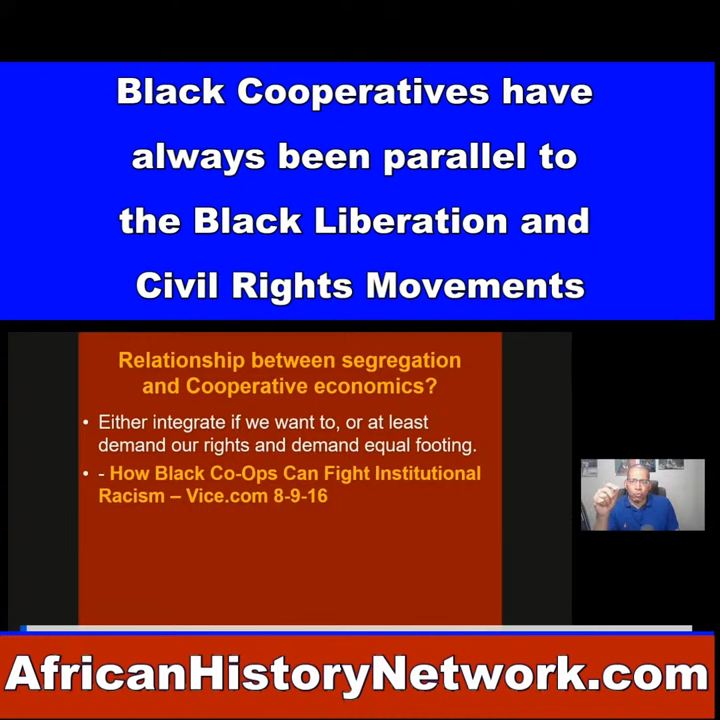 Black Cooperatives have
always been parallel to
the Black Liberation and
Civil Rights Movements
Relationship between segregation
and Cooperative economics?
• Either integrate if we want to, or at least
demand our rights and demand equal footing.
• - How Black Co-Ops Can Fight Institutional
Racism – Vice.com 8-9-16
AfricanHistoryNetwork.com